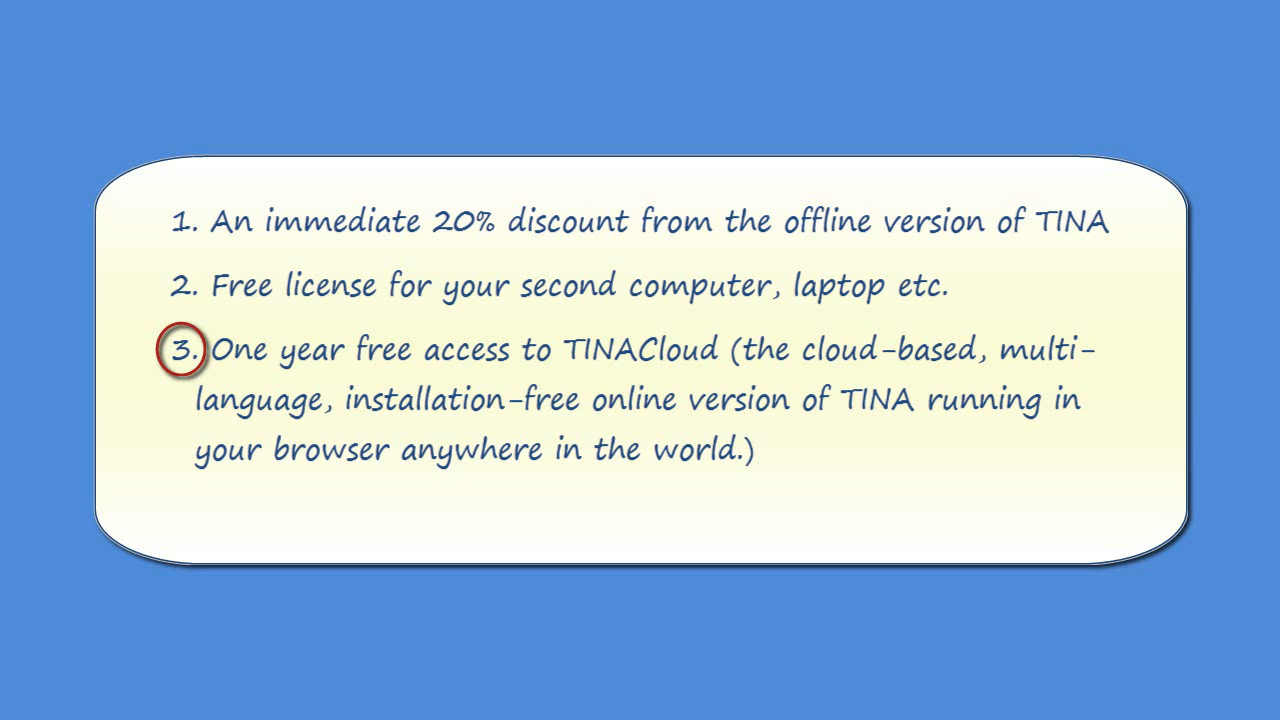 1. An immediate 20% discount from the offline version of TINA
2. Free license for your second computer, laptop etc.
3. One year free access to TINACloud (the cloud-based, multi-
language, installation-free online version of TINA running in
your browser anywhere in the world.)